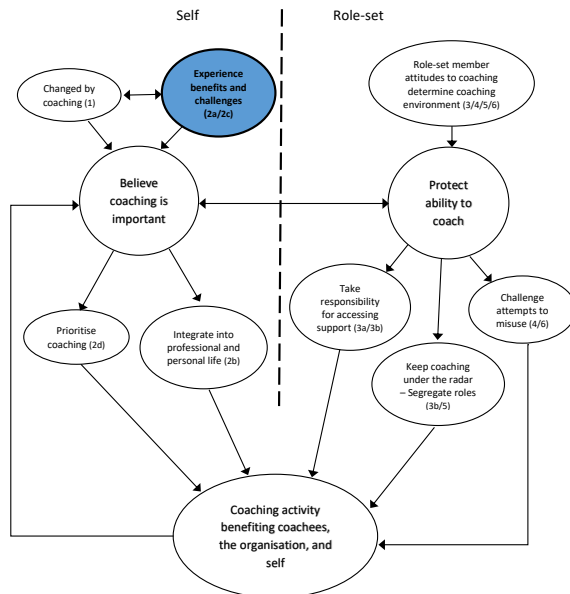 Self
Role-set
Changed by
coaching (1)
Experience
benefits and
challenges
(2a/2c)
Role-set member
attitudes to coaching
determine coaching
environment (3/4/5/6)
Believe
coaching is
important
Protect
ability to
coach
Prioritise
coaching (2d)
Integrate into
professional and
personal life (2b)
Take
responsibility
for accessing
support (3a/3b)
Challenge
attempts to
misuse (4/6)
Keep coaching
under the radar
– Segregate roles
(3b/5)
Coaching activity
benefiting coachees,
the organisation, and
self